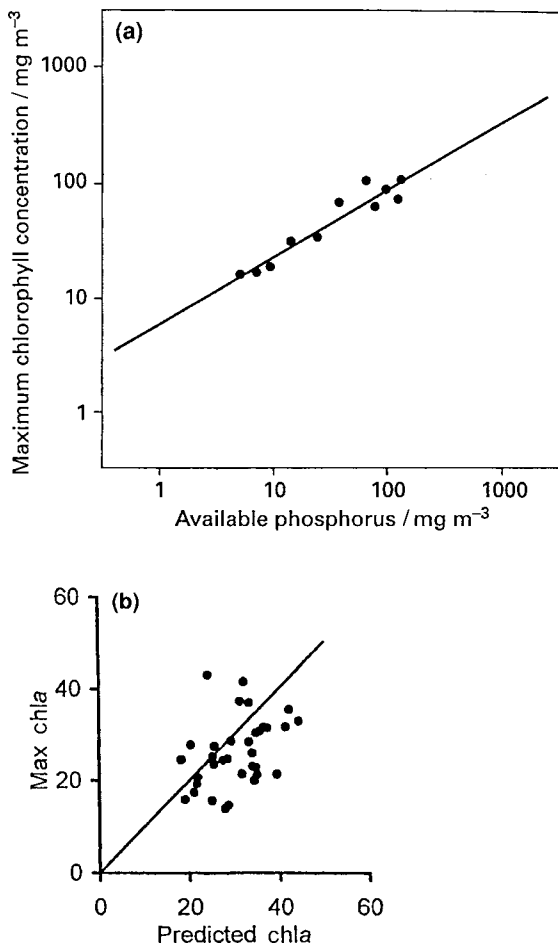 (a)
Maximum chlorophyll concentration / mg m⁻³
1000
100
10
1
1 10 100 1000
Available phosphorus / mg m⁻³
(b)
Max chla
60
40
20
0
0 20 40 60
Predicted chla